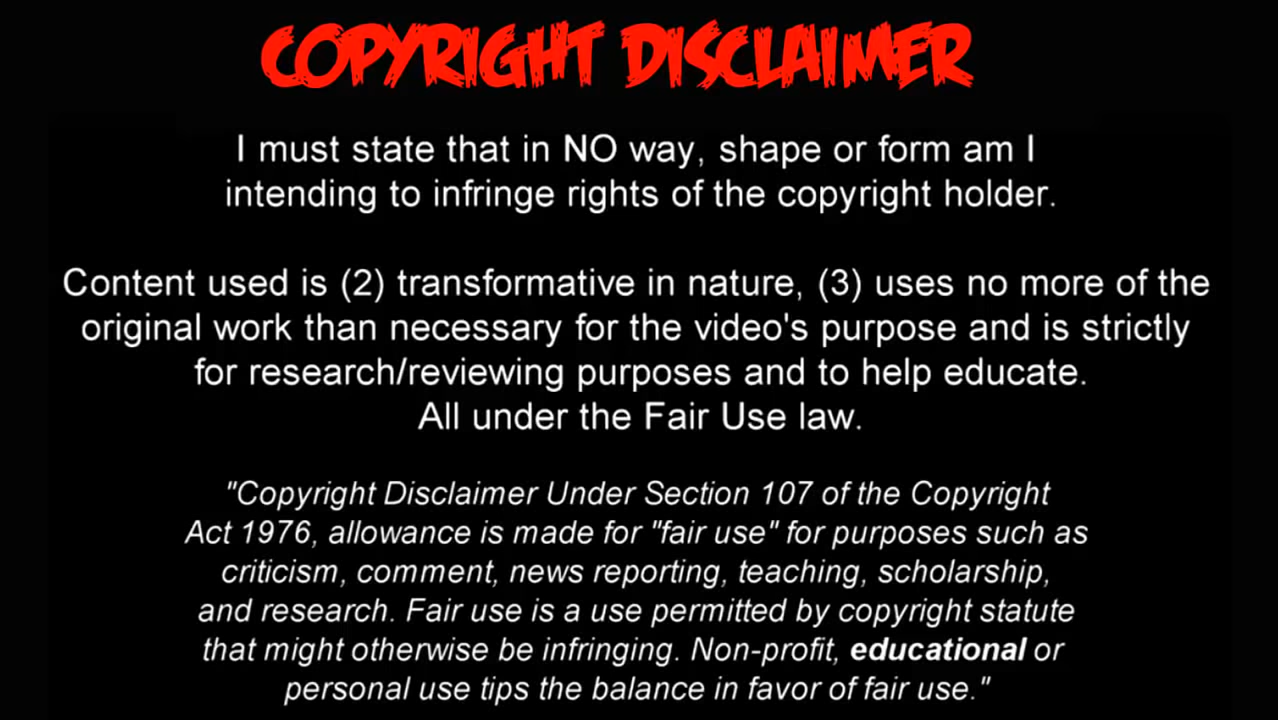 COPYRIGHT DISCLAIMER
I must state that in NO way, shape or form am I
intending to infringe rights of the copyright holder.
Content used is (2) transformative in nature, (3) uses no more of the
original work than necessary for the video's purpose and is strictly
for research/reviewing purposes and to help educate.
All under the Fair Use law.
"Copyright Disclaimer Under Section 107 of the Copyright
Act 1976, allowance is made for "fair use" for purposes such as
criticism, comment, news reporting, teaching, scholarship,
and research. Fair use is a use permitted by copyright statute
that might otherwise be infringing. Non-profit, educational or
personal use tips the balance in favor of fair use."